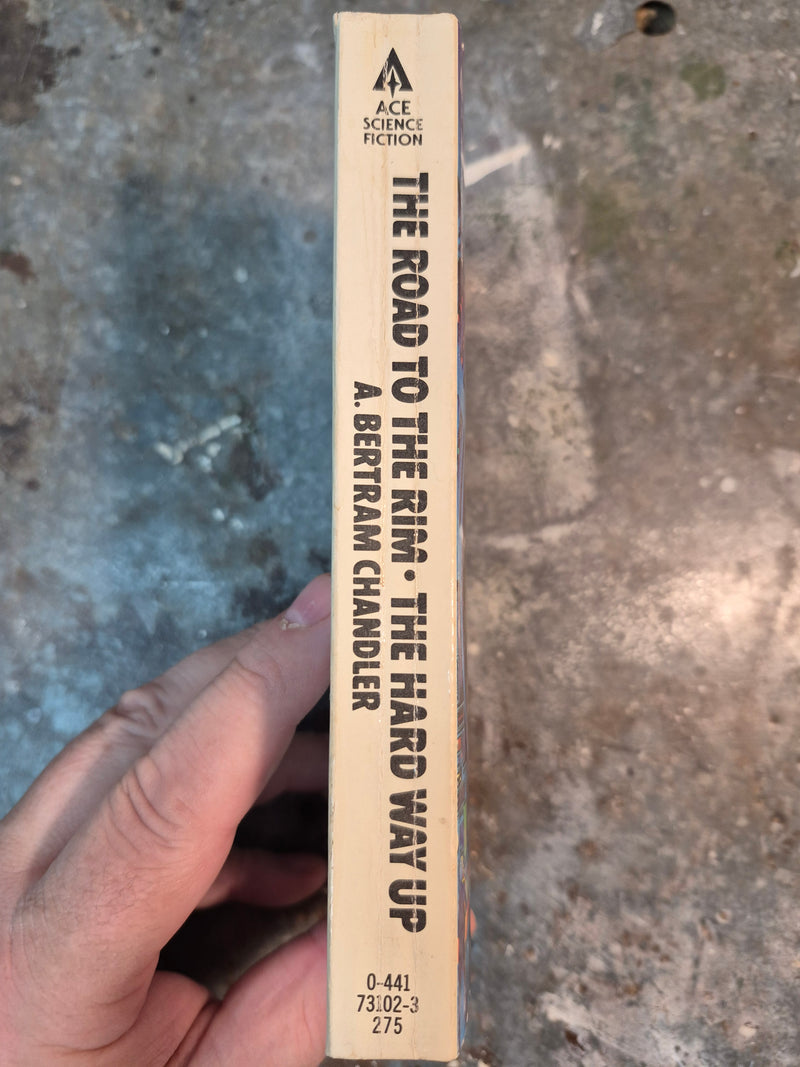 ACE
SCIENCE
FICTION
THE ROAD TO THE RIM • THE HARD WAY UP
A. BERTRAM CHANDLER
0-441
73102-3
275